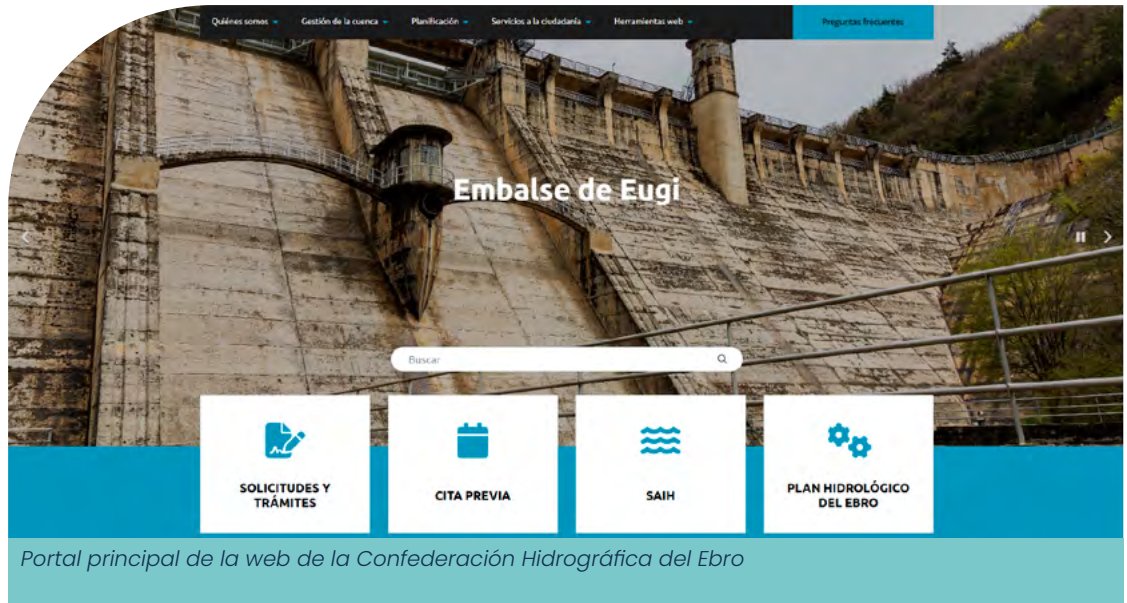 Quiénes somos Gestión de la cuenca Planificación Servicios a la ciudadanía Herramientas web Preguntas frecuentes
Embalse de Eugi
Buscar
SOLICITUDES Y
TRÁMITES
CITA PREVIA
SAIH
PLAN HIDROLÓGICO
DEL EBRO
Portal principal de la web de la Confederación Hidrográfica del Ebro